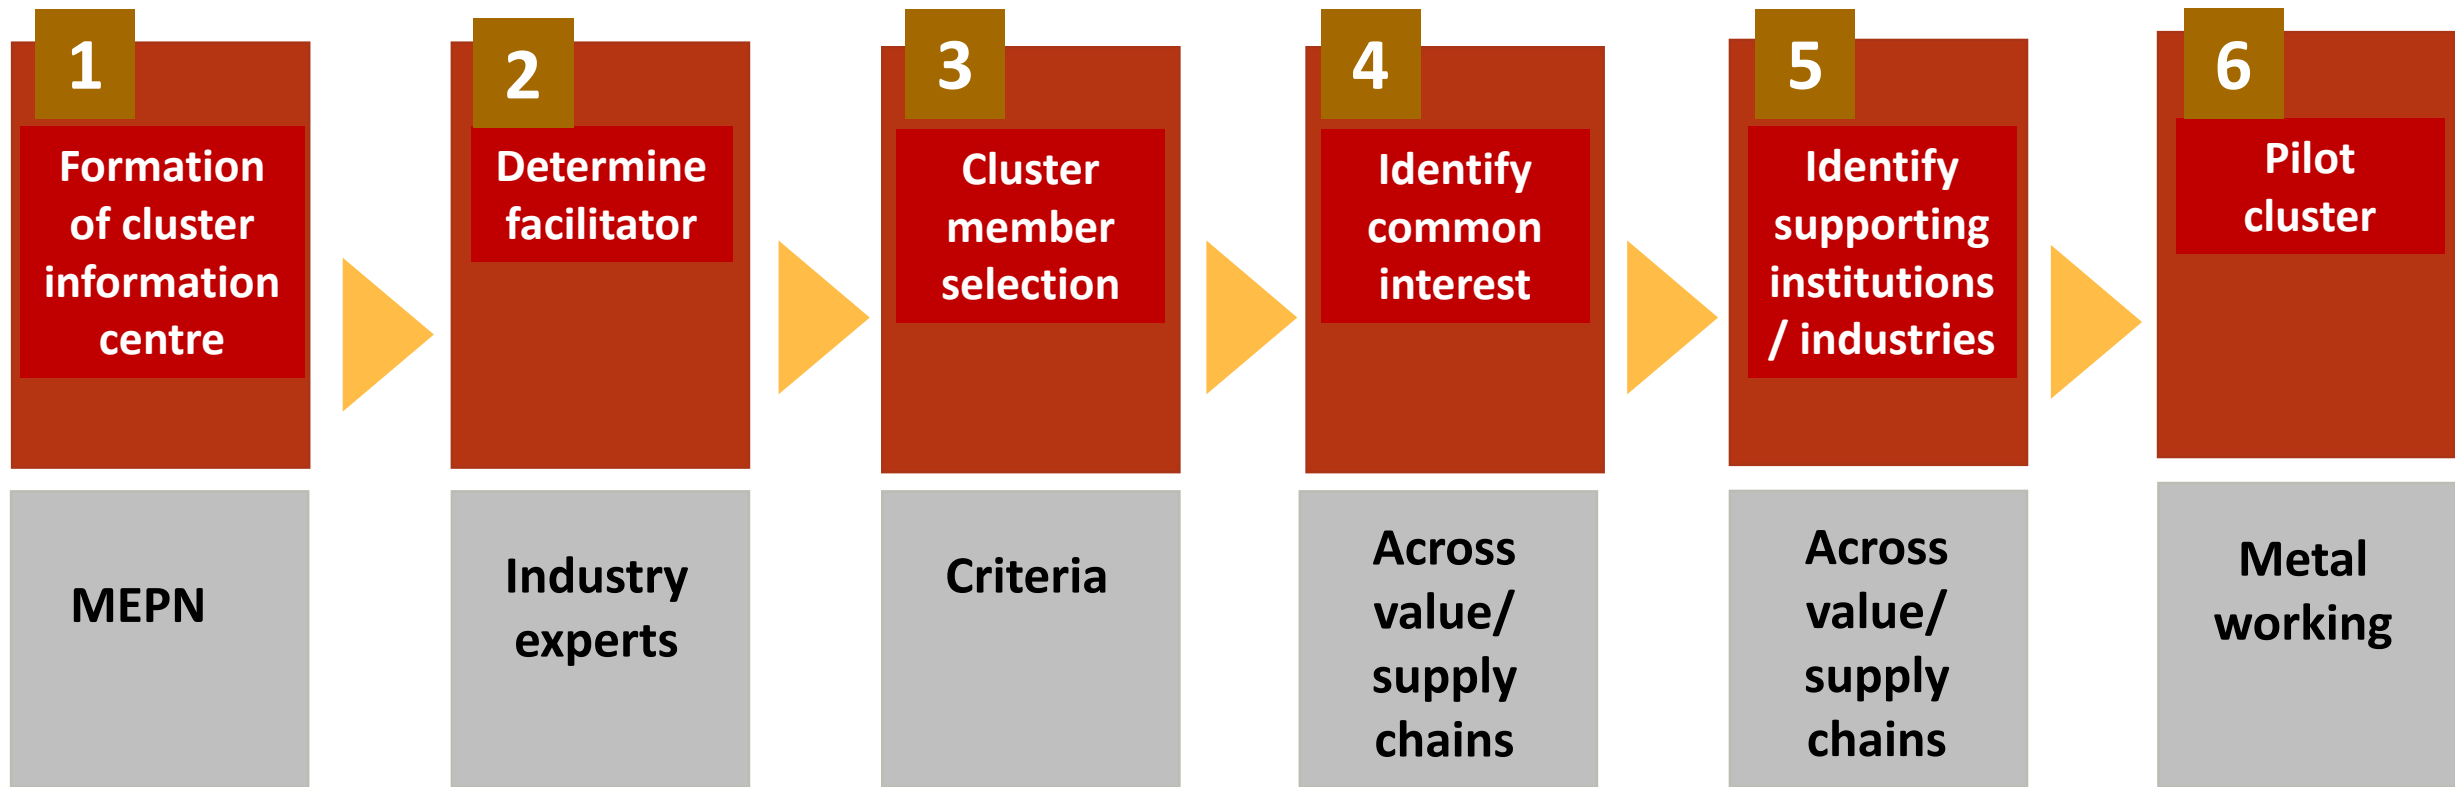 1
Formation
of cluster
information
centre
MEPN
2
Determine
facilitator
Industry
experts
3
Cluster
member
selection
Criteria
4
Identify
common
interest
Across
value/
supply
chains
5
Identify
supporting
institutions
/ industries
Across
value/
supply
chains
6
Pilot
cluster
Metal
working